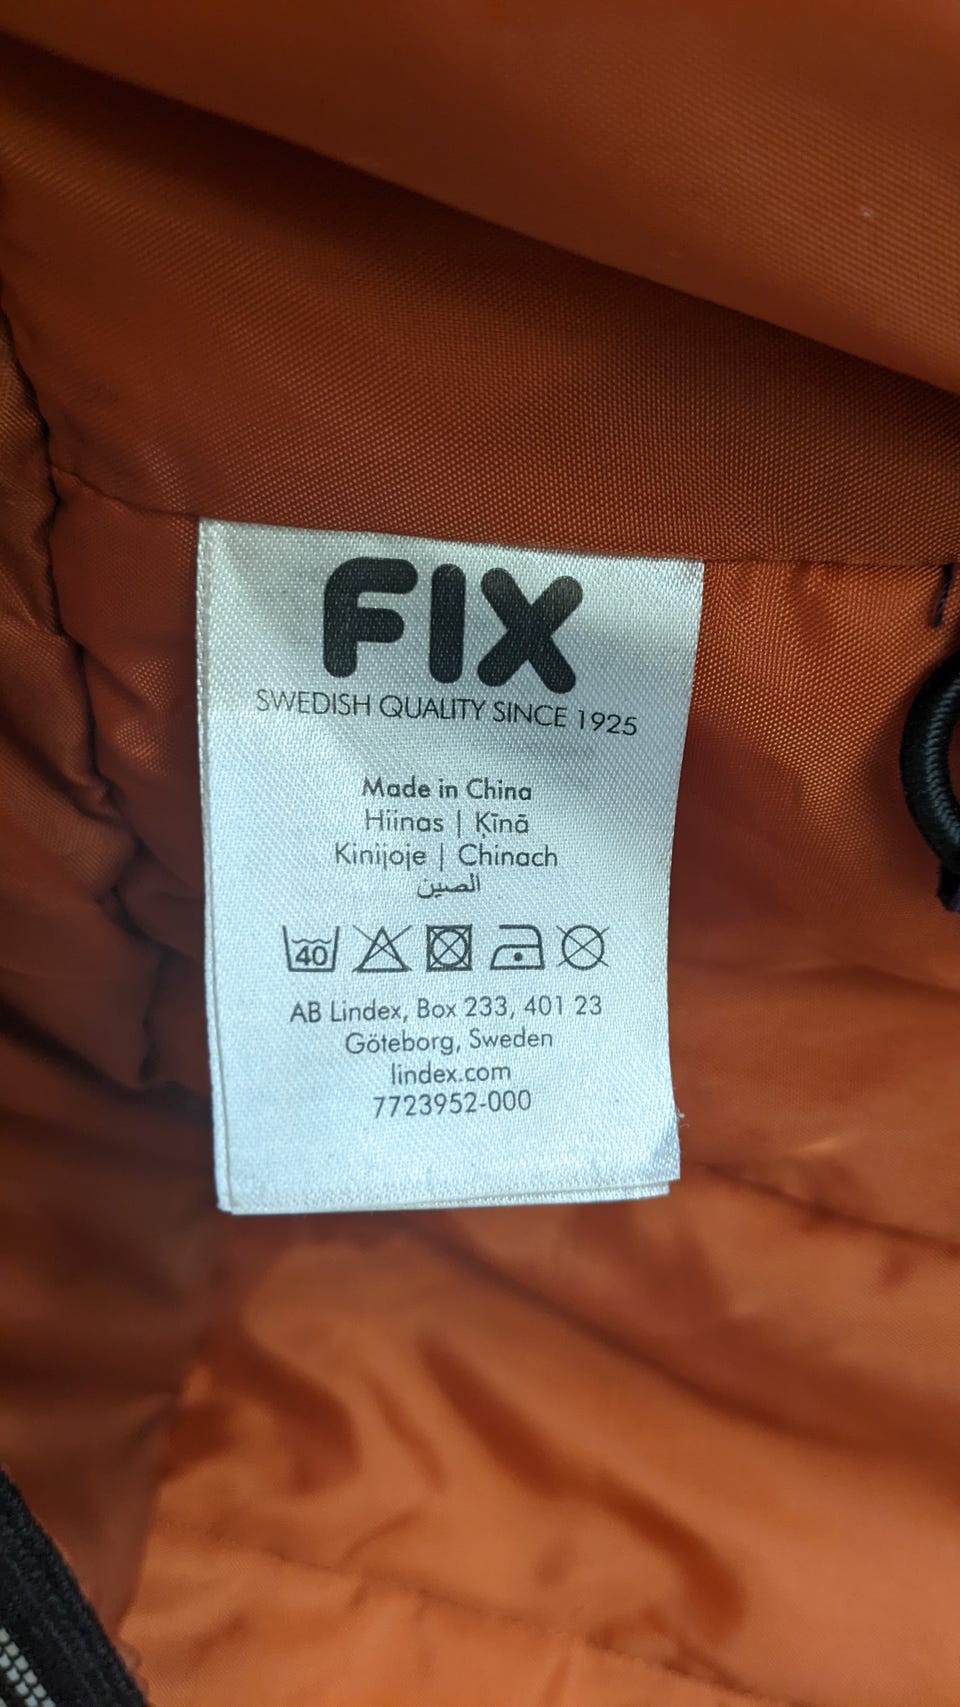 FIX
SWEDISH QUALITY SINCE 1925
Made in China
Hiinas | Ķīnā
Kinijoje | Chinach
الصين
40
AB Lindex, Box 233, 401 23
Göteborg, Sweden
lindex.com
7723952-000